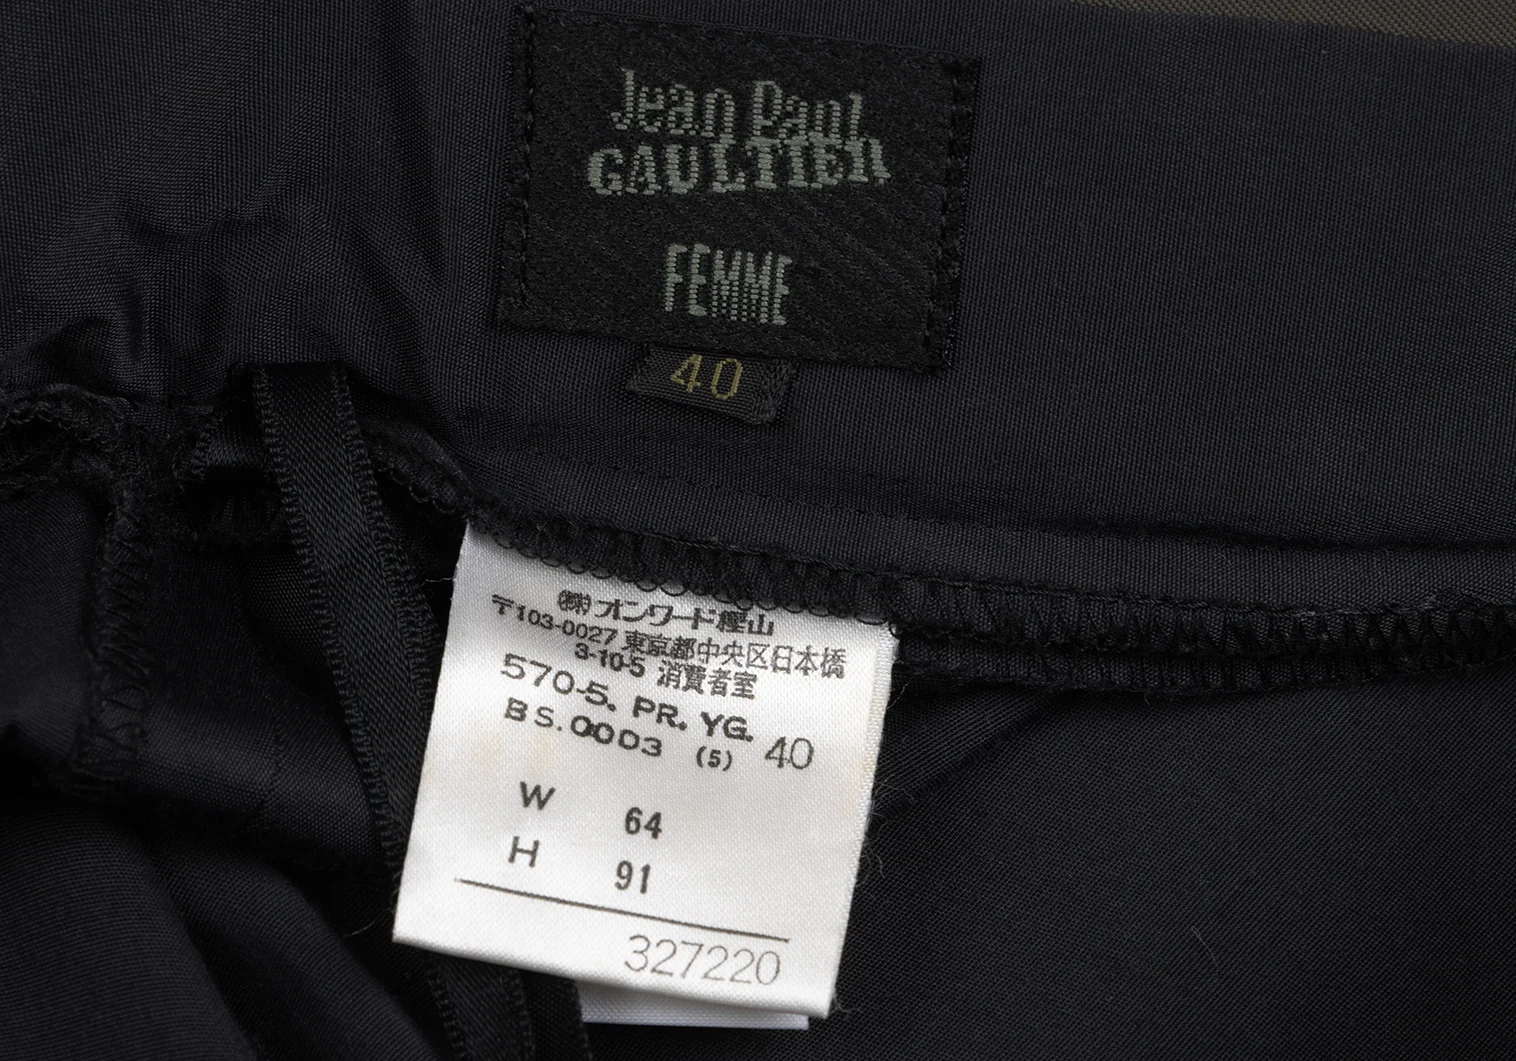 Jean Paul
GAULTIER
FEMME
40
㈱オンワード樫山
〒103-0027 東京都中央区日本橋
3-10-5 消費者室
570-5. PR. YG.
BS.0003 (5) 40
W 64
H 91
327220